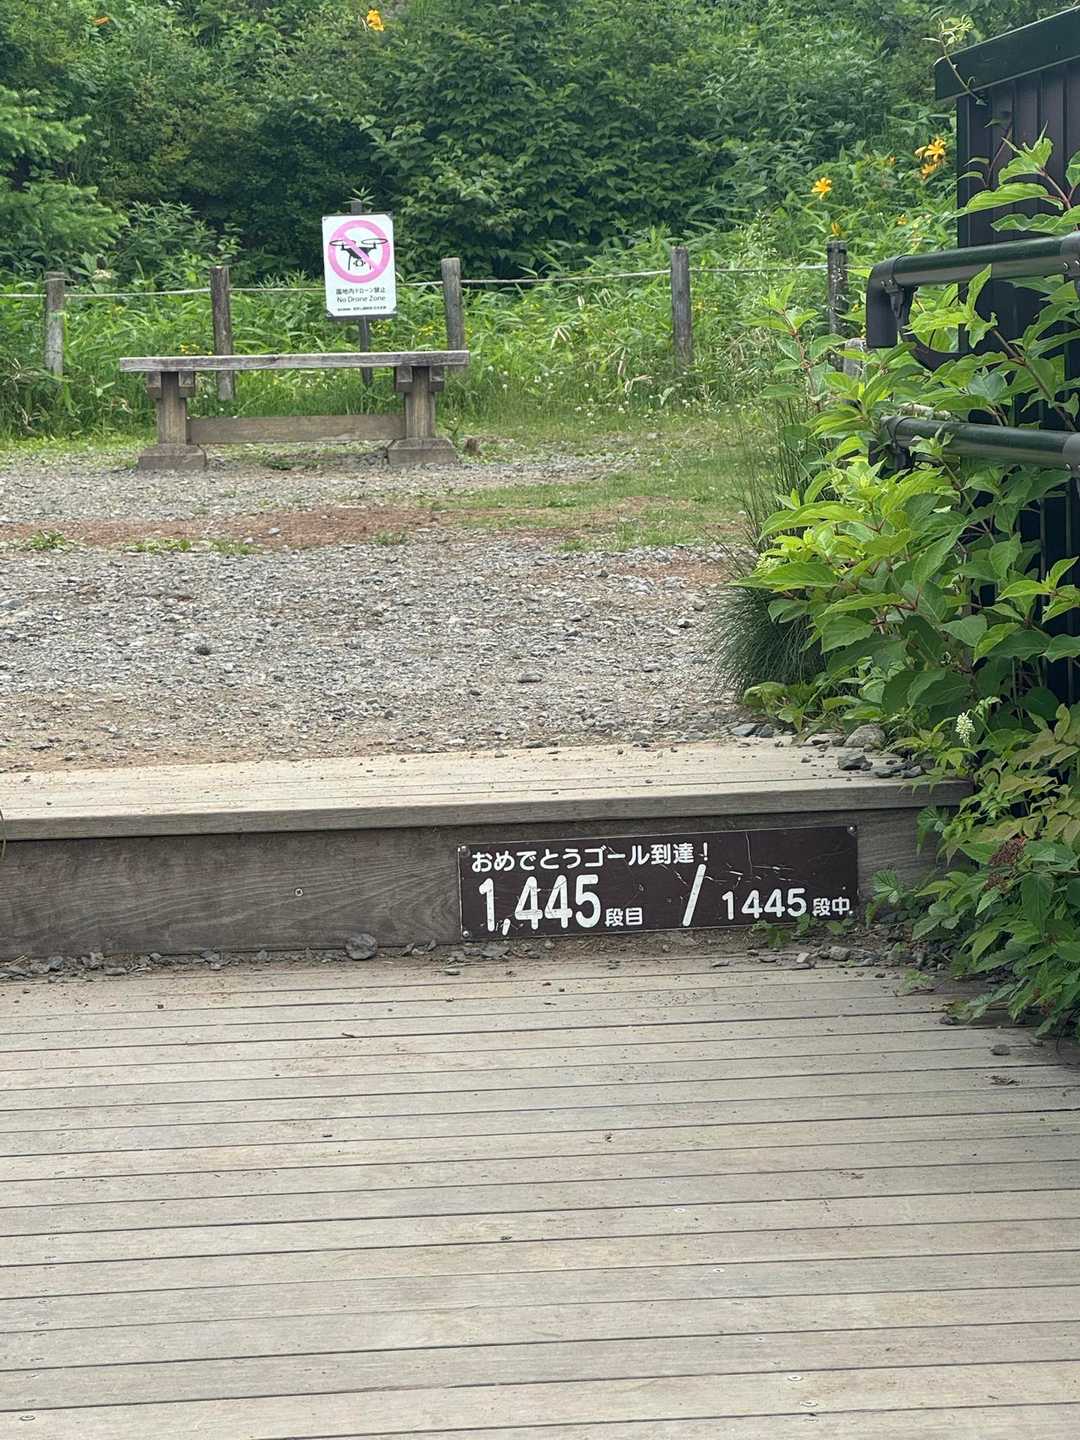 園地内ドローン禁止
No Drone Zone
おめでとうゴール到達！
1,445段目 / 1445段中